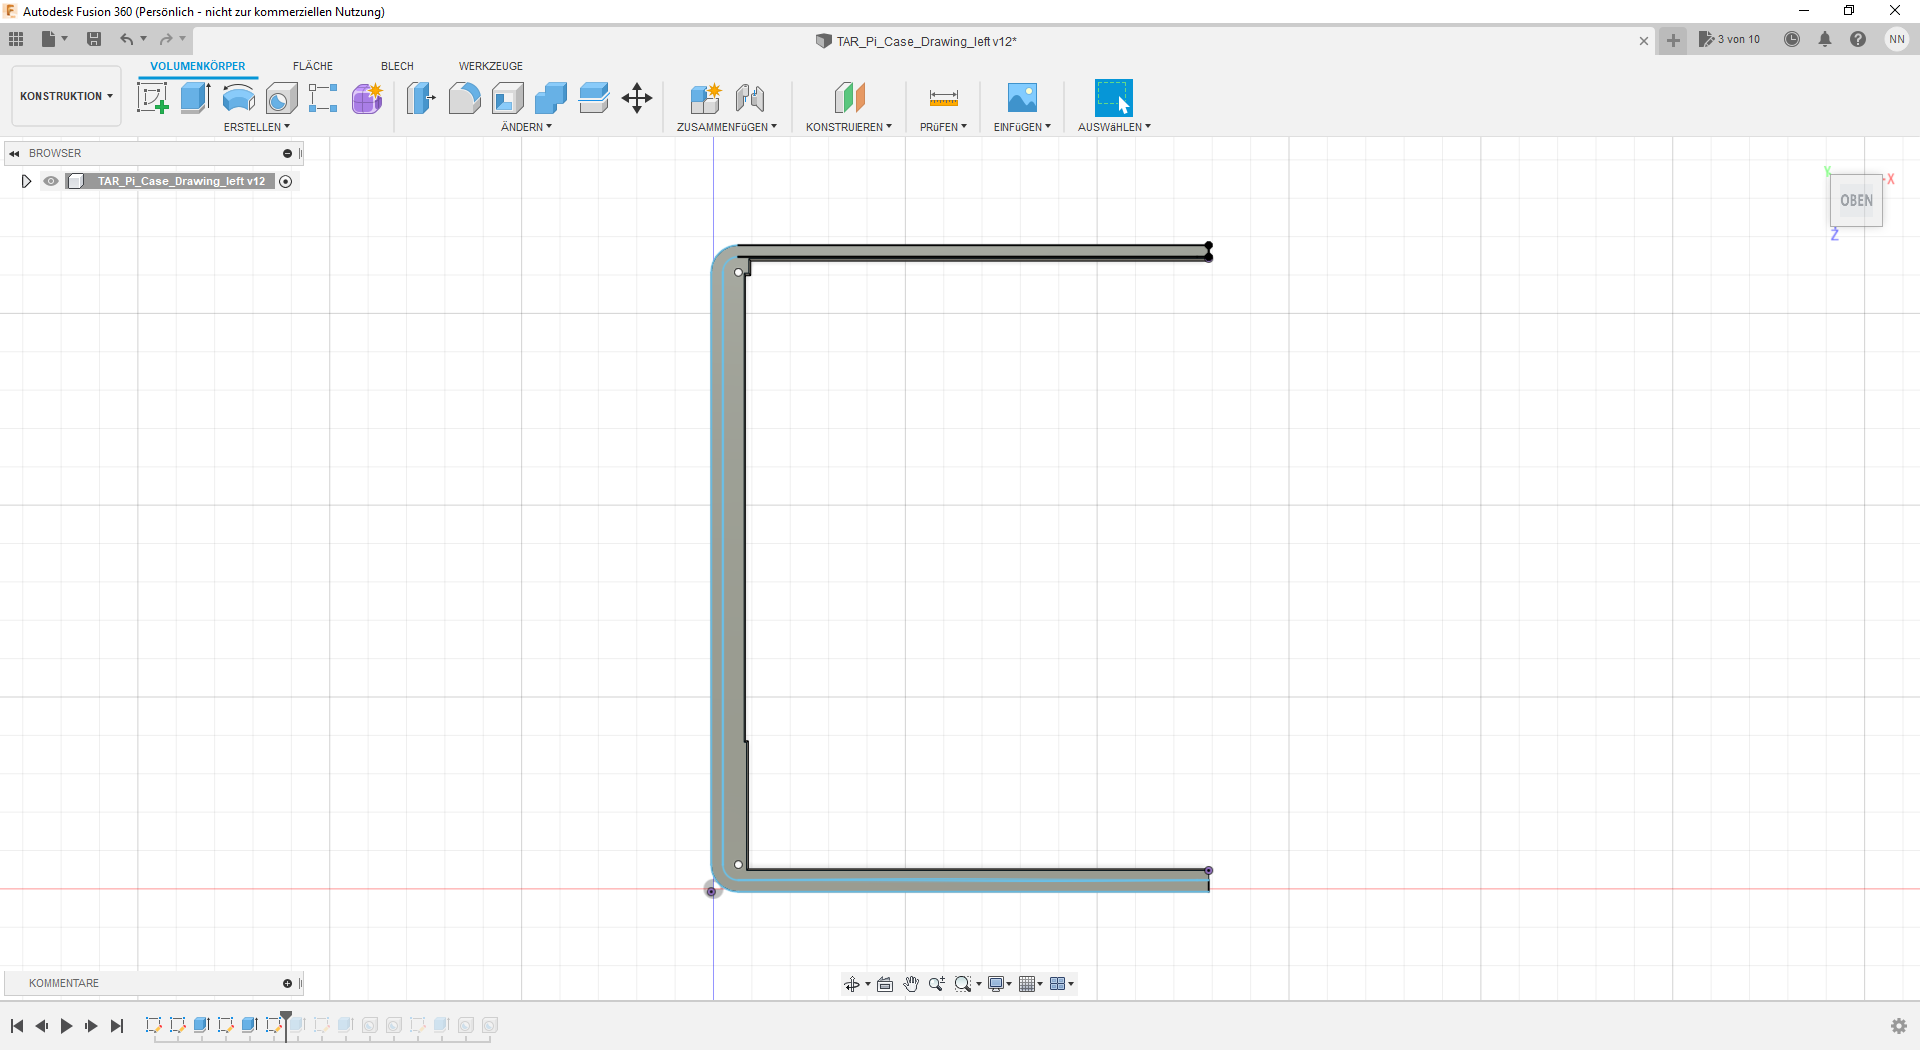 Autodesk Fusion 360 (Persönlich - nicht zur kommerziellen Nutzung)
TAR_Pi_Case_Drawing_left v12*
3 von 10
NN
KONSTRUKTION
VOLUMENKÖRPER
FLÄCHE
BLECH
WERKZEUGE
ERSTELLEN
ÄNDERN
ZUSAMMENFüGEN
KONSTRUIEREN
PRüFEN
EINFüGEN
AUSWäHLEN
BROWSER
TAR_Pi_Case_Drawing_left v12
Y
X
OBEN
Z
KOMMENTARE